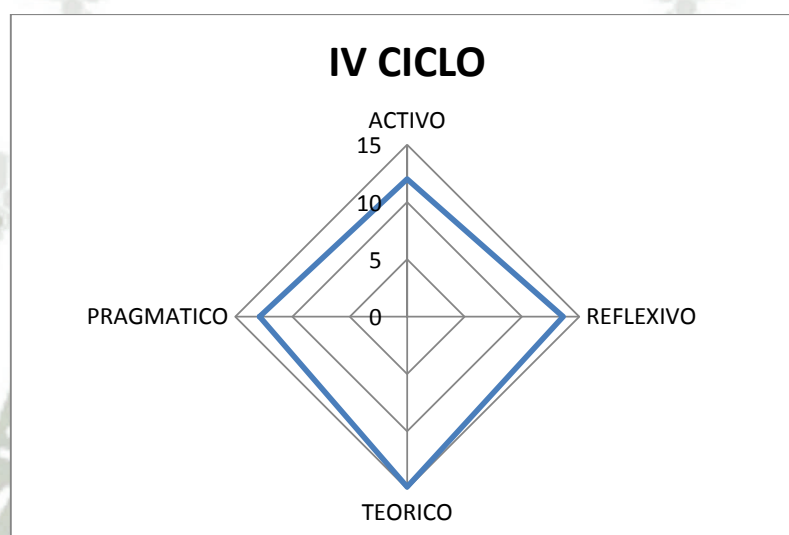 IV CICLO
ACTIVO
15
10
5
0
PRAGMATICO
REFLEXIVO
TEORICO